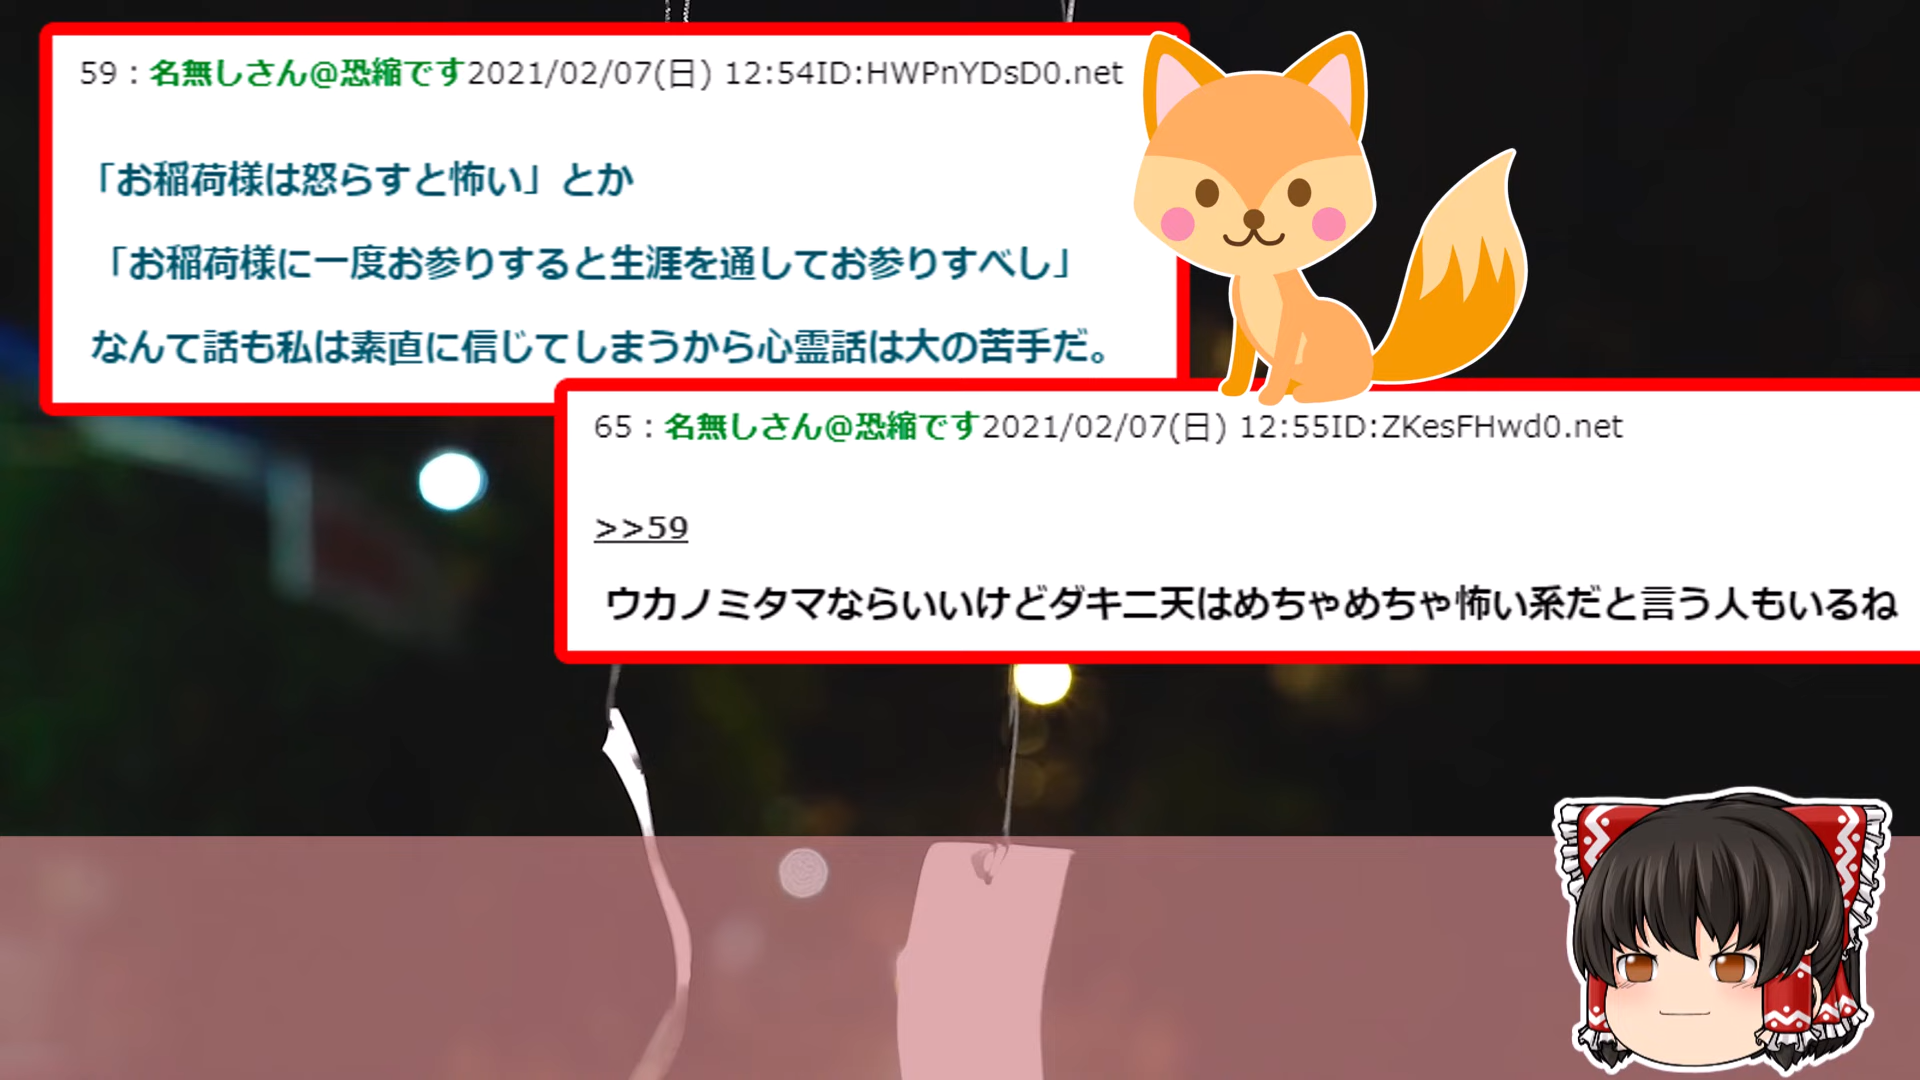 59：名無しさん@恐縮です2021/02/07(日) 12:54ID:HWPnYDsD0.net
「お稲荷様は怒らすと怖い」とか
「お稲荷様に一度お参りすると生涯を通してお参りすべし」
なんて話も私は素直に信じてしまうから心霊話は大の苦手だ。
65：名無しさん@恐縮です2021/02/07(日) 12:55ID:ZKesFHwd0.net
>>59
ウカノミタマならいいけどダキニ天はめちゃめちゃ怖い系だと言う人もいるね